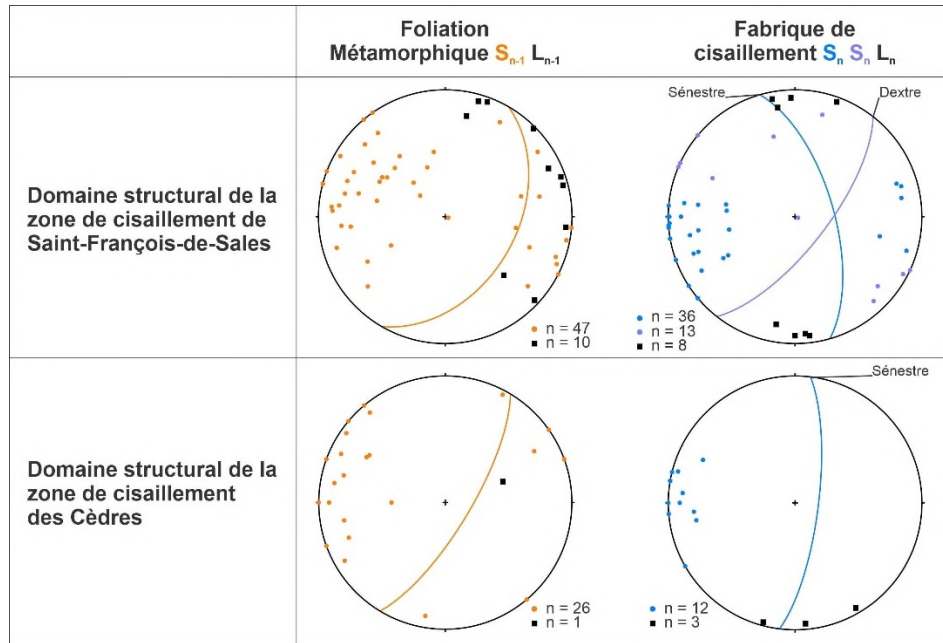 Foliation
Métamorphique Sn-1 Ln-1
Fabrique de
cisaillement Sn Sn Ln
Domaine structural de la
zone de cisaillement de
Saint-François-de-Sales
Sénestre
Dextre
n = 47
n = 10
n = 36
n = 13
n = 8
Domaine structural de la
zone de cisaillement
des Cèdres
Sénestre
n = 26
n = 1
n = 12
n = 3